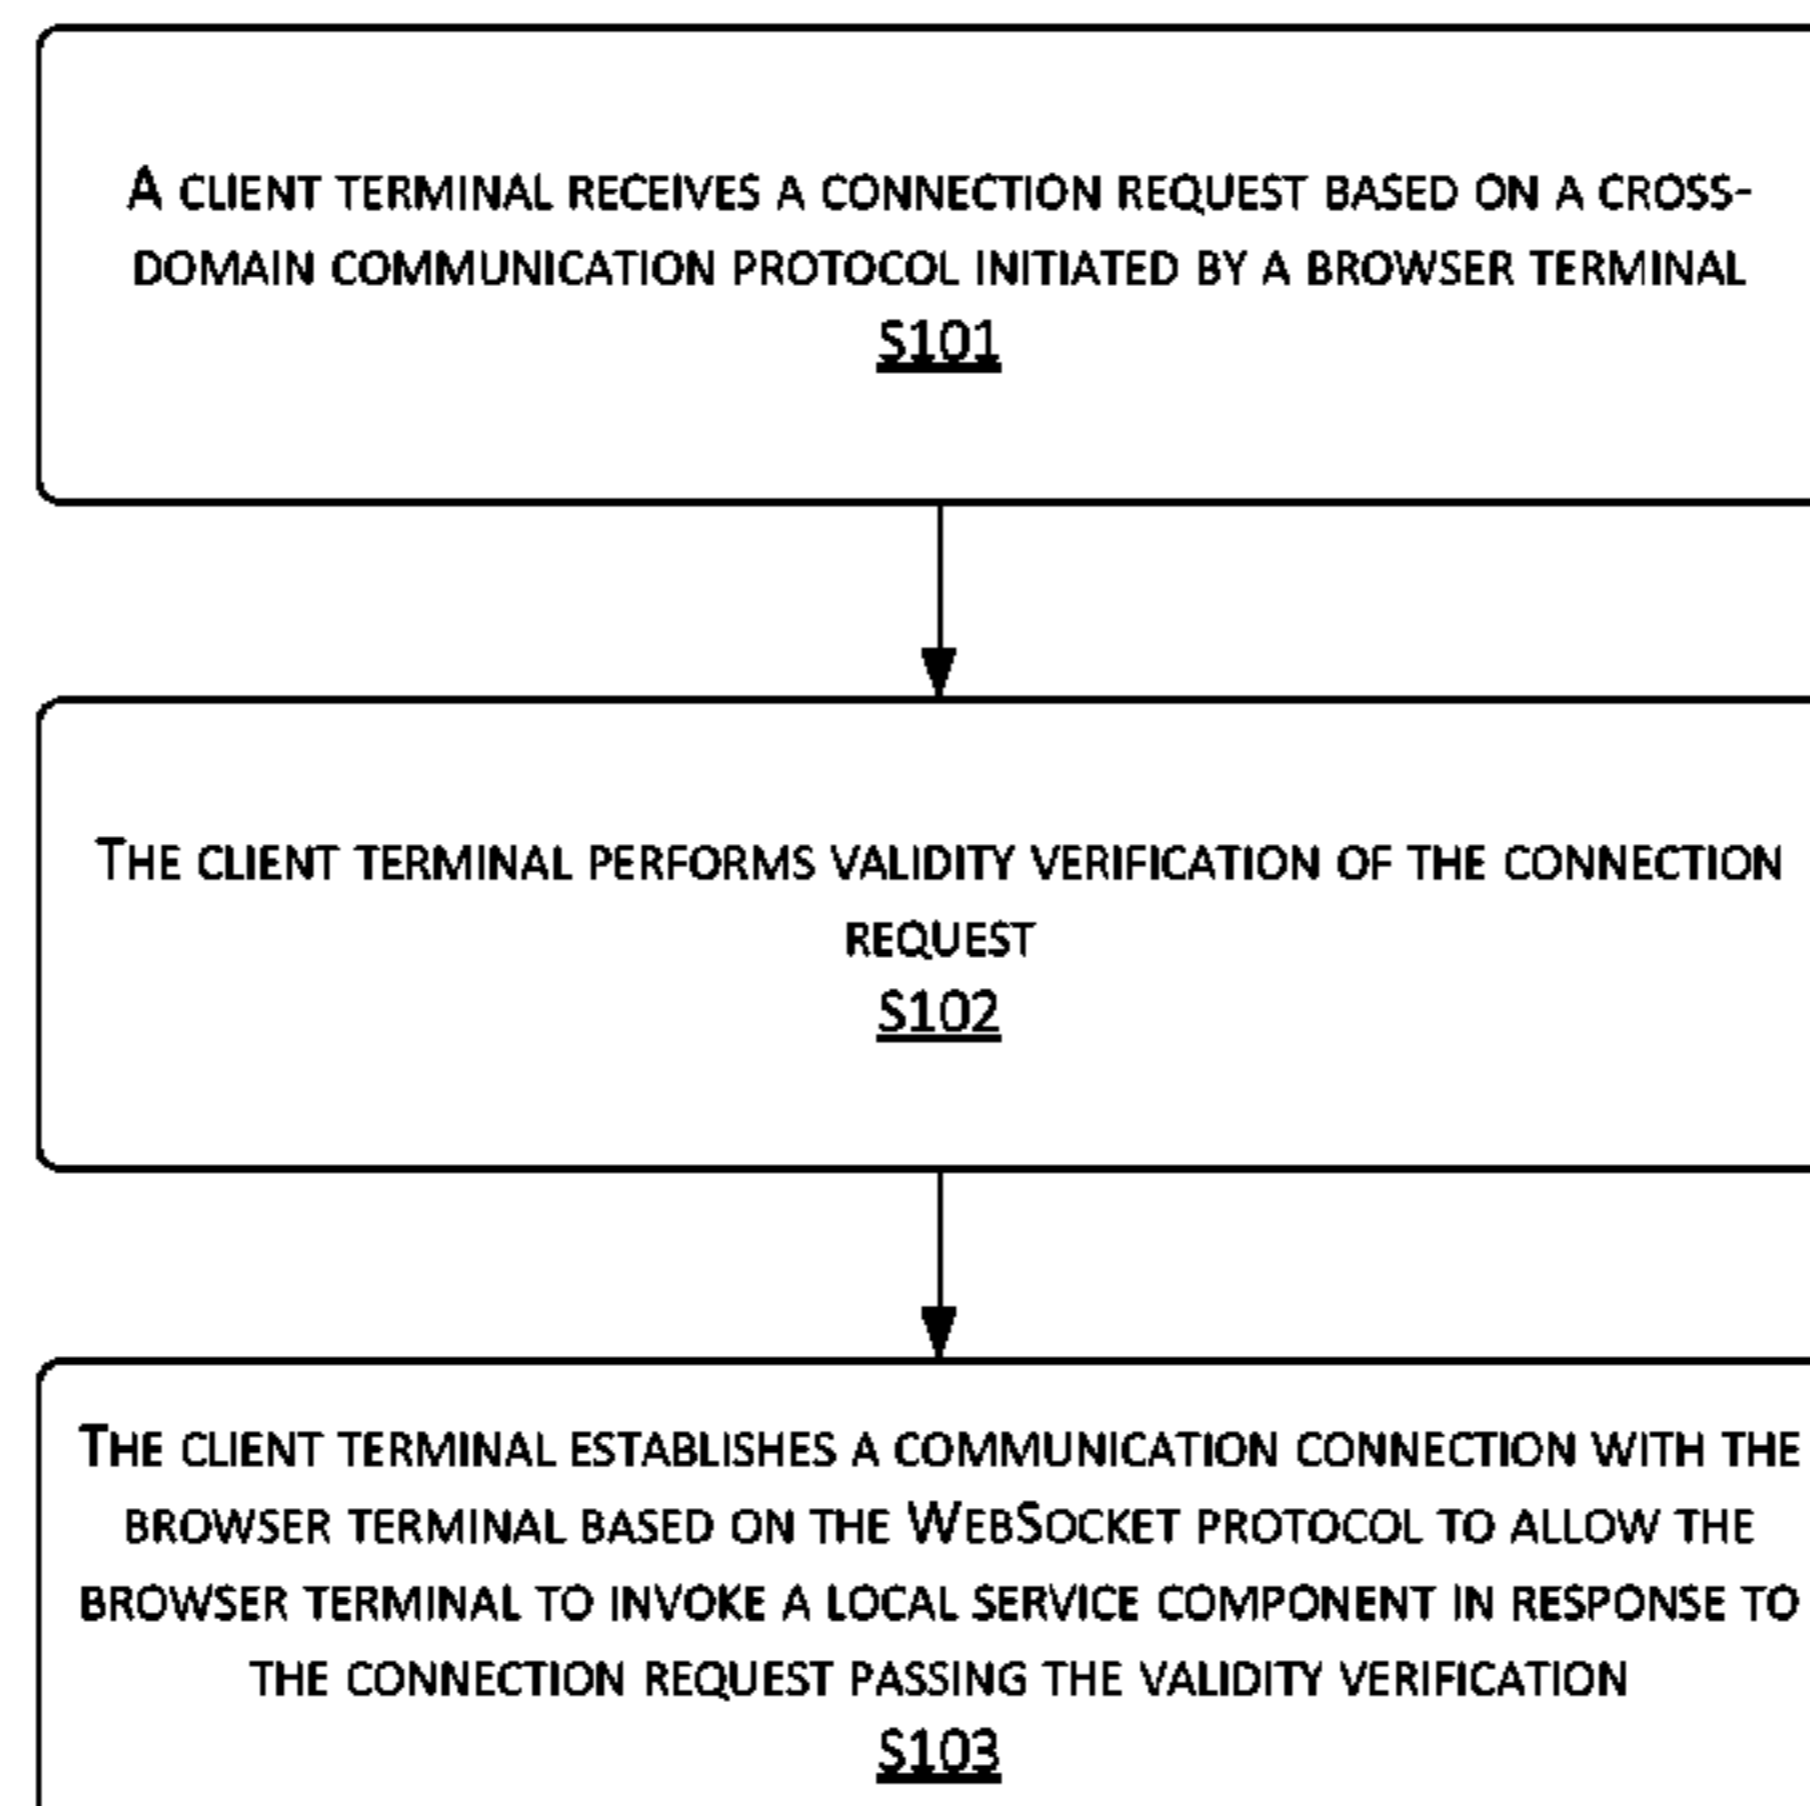 A CLIENT TERMINAL RECEIVES A CONNECTION REQUEST BASED ON A CROSS-
DOMAIN COMMUNICATION PROTOCOL INITIATED BY A BROWSER TERMINAL
S101
THE CLIENT TERMINAL PERFORMS VALIDITY VERIFICATION OF THE CONNECTION
REQUEST
S102
THE CLIENT TERMINAL ESTABLISHES A COMMUNICATION CONNECTION WITH THE
BROWSER TERMINAL BASED ON THE WEBSOCKET PROTOCOL TO ALLOW THE
BROWSER TERMINAL TO INVOKE A LOCAL SERVICE COMPONENT IN RESPONSE TO
THE CONNECTION REQUEST PASSING THE VALIDITY VERIFICATION
S103